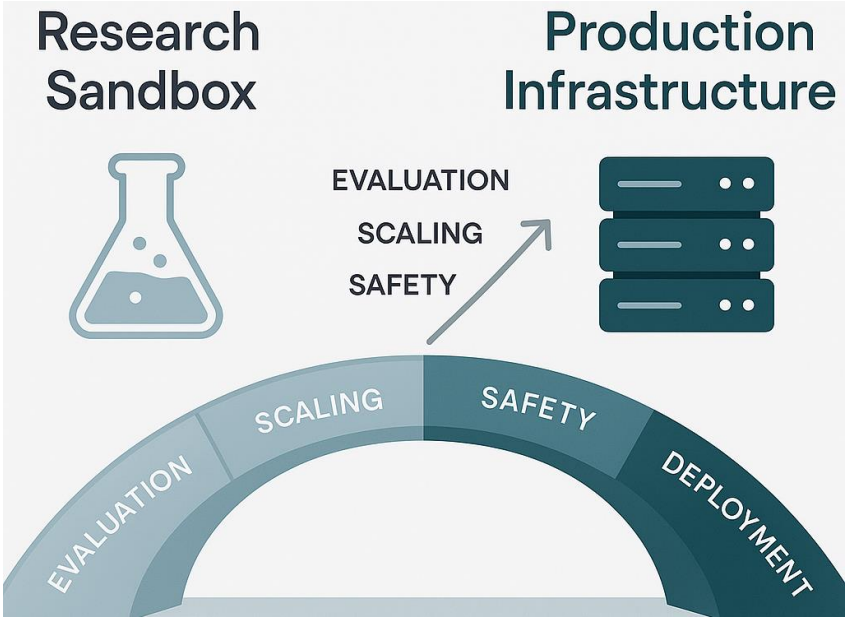 Research
Sandbox
Production
Infrastructure
EVALUATION
SCALING
SAFETY
EVALUATION
SCALING
SAFETY
DEPLOYMENT